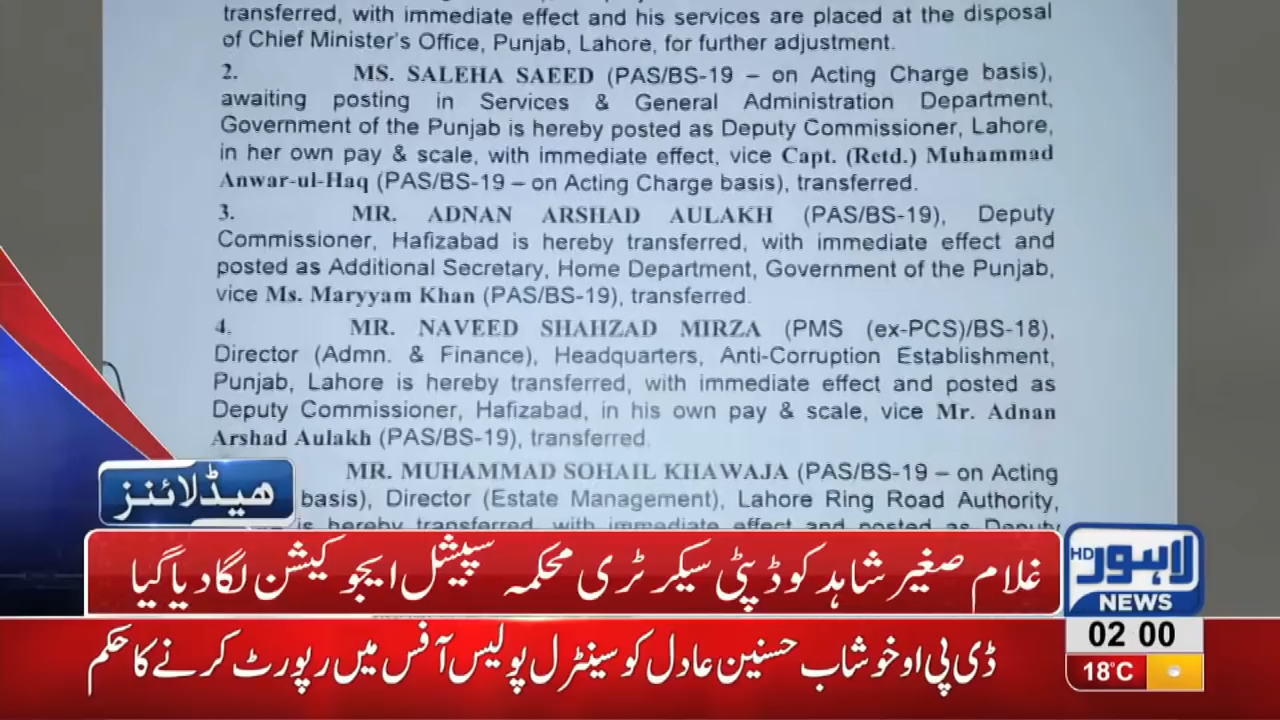 transferred, with immediate effect and his services are placed at the disposal
of Chief Minister's Office, Punjab, Lahore, for further adjustment.
2. MS. SALEHA SAEED (PAS/BS-19 – on Acting Charge basis),
awaiting posting in Services & General Administration Department,
Government of the Punjab is hereby posted as Deputy Commissioner, Lahore,
in her own pay & scale, with immediate effect, vice Capt. (Retd.) Muhammad
Anwar-ul-Haq (PAS/BS-19 – on Acting Charge basis), transferred.
3. MR. ADNAN ARSHAD AULAKH (PAS/BS-19), Deputy
Commissioner, Hafizabad is hereby transferred, with immediate effect and
posted as Additional Secretary, Home Department, Government of the Punjab,
vice Ms. Maryyam Khan (PAS/BS-19), transferred.
4. MR. NAVEED SHAHZAD MIRZA (PMS (ex-PCS)/BS-18),
Director (Admn. & Finance), Headquarters, Anti-Corruption Establishment,
Punjab, Lahore is hereby transferred, with immediate effect and posted as
Deputy Commissioner, Hafizabad, in his own pay & scale, vice Mr. Adnan
Arshad Aulakh (PAS/BS-19), transferred.
MR. MUHAMMAD SOHAIL KHAWAJA (PAS/BS-19 – on Acting
basis), Director (Estate Management), Lahore Ring Road Authority,
is hereby transferred, with immediate effect and posted as Deputy
ہیڈلائنز
غلام صغیر شاہد کو ڈپٹی سیکرٹری محکمہ سپیشل ایجوکیشن لگا دیا گیا
ڈی پی او خوشاب حسنین عادل کو سینٹرل پولیس آفس میں رپورٹ کرنے کا حکم
لاہور HD
NEWS
02 00
18°C